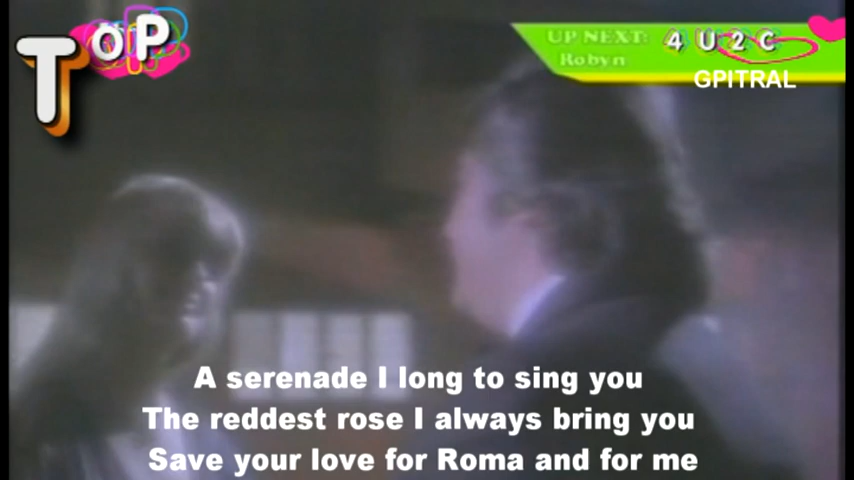 TOP
UP NEXT: 4 U 2 C
Robyn
GPITRAL
A serenade I long to sing you
The reddest rose I always bring you
Save your love for Roma and for me